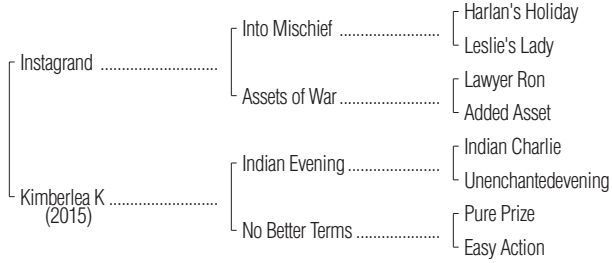 Harlan's Holiday
Into Mischief ....................
Leslie's Lady
Instagrand ........................
Lawyer Ron
Assets of War ....................
Added Asset
Indian Charlie
Indian Evening ..................
Unenchantedevening
Kimberlea K ......................
(2015)
Pure Prize
No Better Terms ................
Easy Action